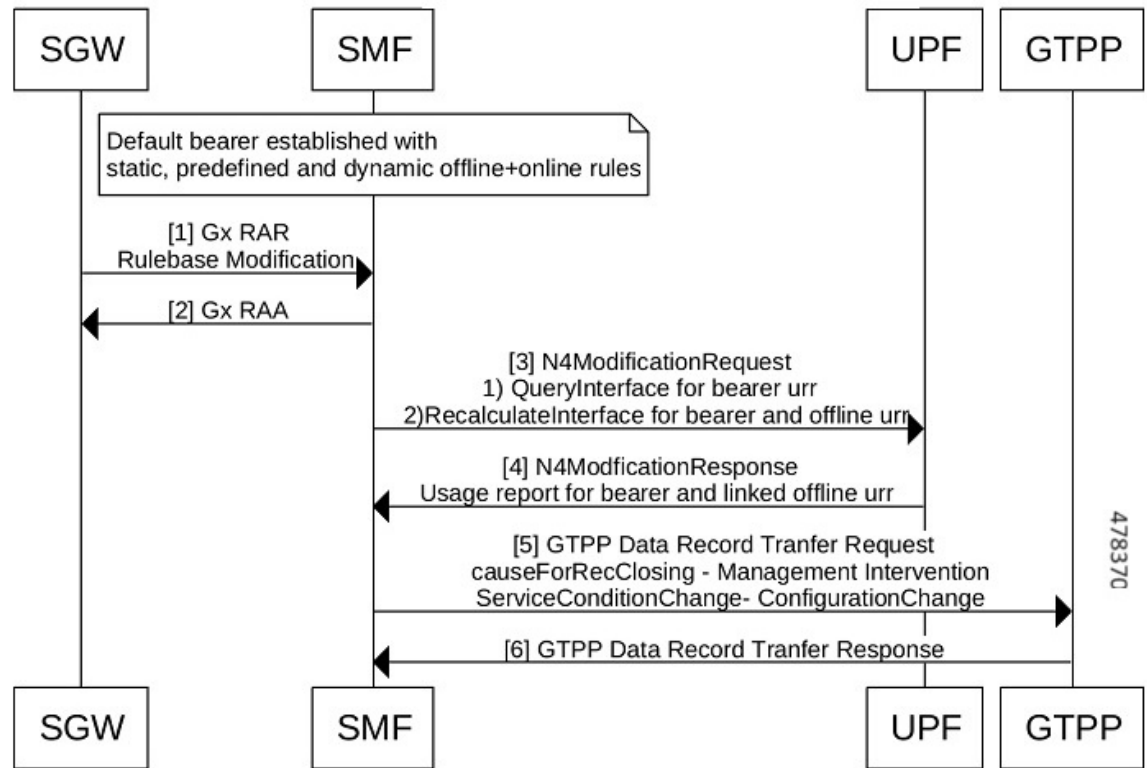 SGW
SMF
UPF
GTPP
Default bearer established with
static, predefined and dynamic offline+online rules
[1] Gx RAR
Rulebase Modification
[2] Gx RAA
[3] N4ModificationRequest
1) QueryInterface for bearer urr
2)RecalculateInterface for bearer and offline urr
[4] N4ModficationResponse
Usage report for bearer and linked offline urr
[5] GTPP Data Record Tranfer Request
causeForRecClosing - Management Intervention
ServiceConditionChange- ConfigurationChange
[6] GTPP Data Record Tranfer Response
478370
SGW
SMF
UPF
GTPP